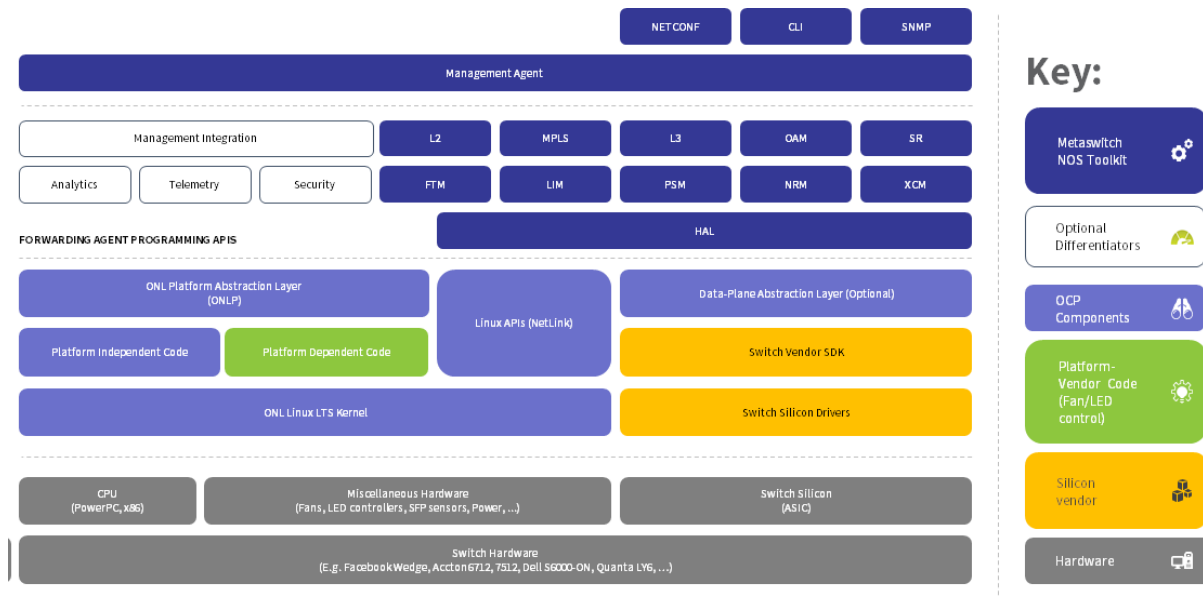 NETCONF
CLI
SNMP
Management Agent
Management Integration
L2
MPLS
L3
OAM
SR
Analytics
Telemetry
Security
FTM
LIM
PSM
NRM
XCM
HAL
FORWARDING AGENT PROGRAMMING APIS
ONL Platform Abstraction Layer
(ONLP)
Linux APIs (NetLink)
Data-Plane Abstraction Layer (Optional)
Platform Independent Code
Platform Dependent Code
Switch Vendor SDK
ONL Linux LTS Kernel
Switch Silicon Drivers
CPU
(PowerPC, x86)
Miscellaneous Hardware
(Fans, LED controllers, SFP sensors, Power, ...)
Switch Silicon
(ASIC)
Switch Hardware
(E.g. Facebook Wedge, Accton 6712, 7512, Dell S6000-ON, Quanta LY6, ...)
Key:
Metaswitch
NOS Toolkit
Optional
Differentiators
OCP
Components
Platform-
Vendor Code
(Fan/LED
control)
Silicon
vendor
Hardware